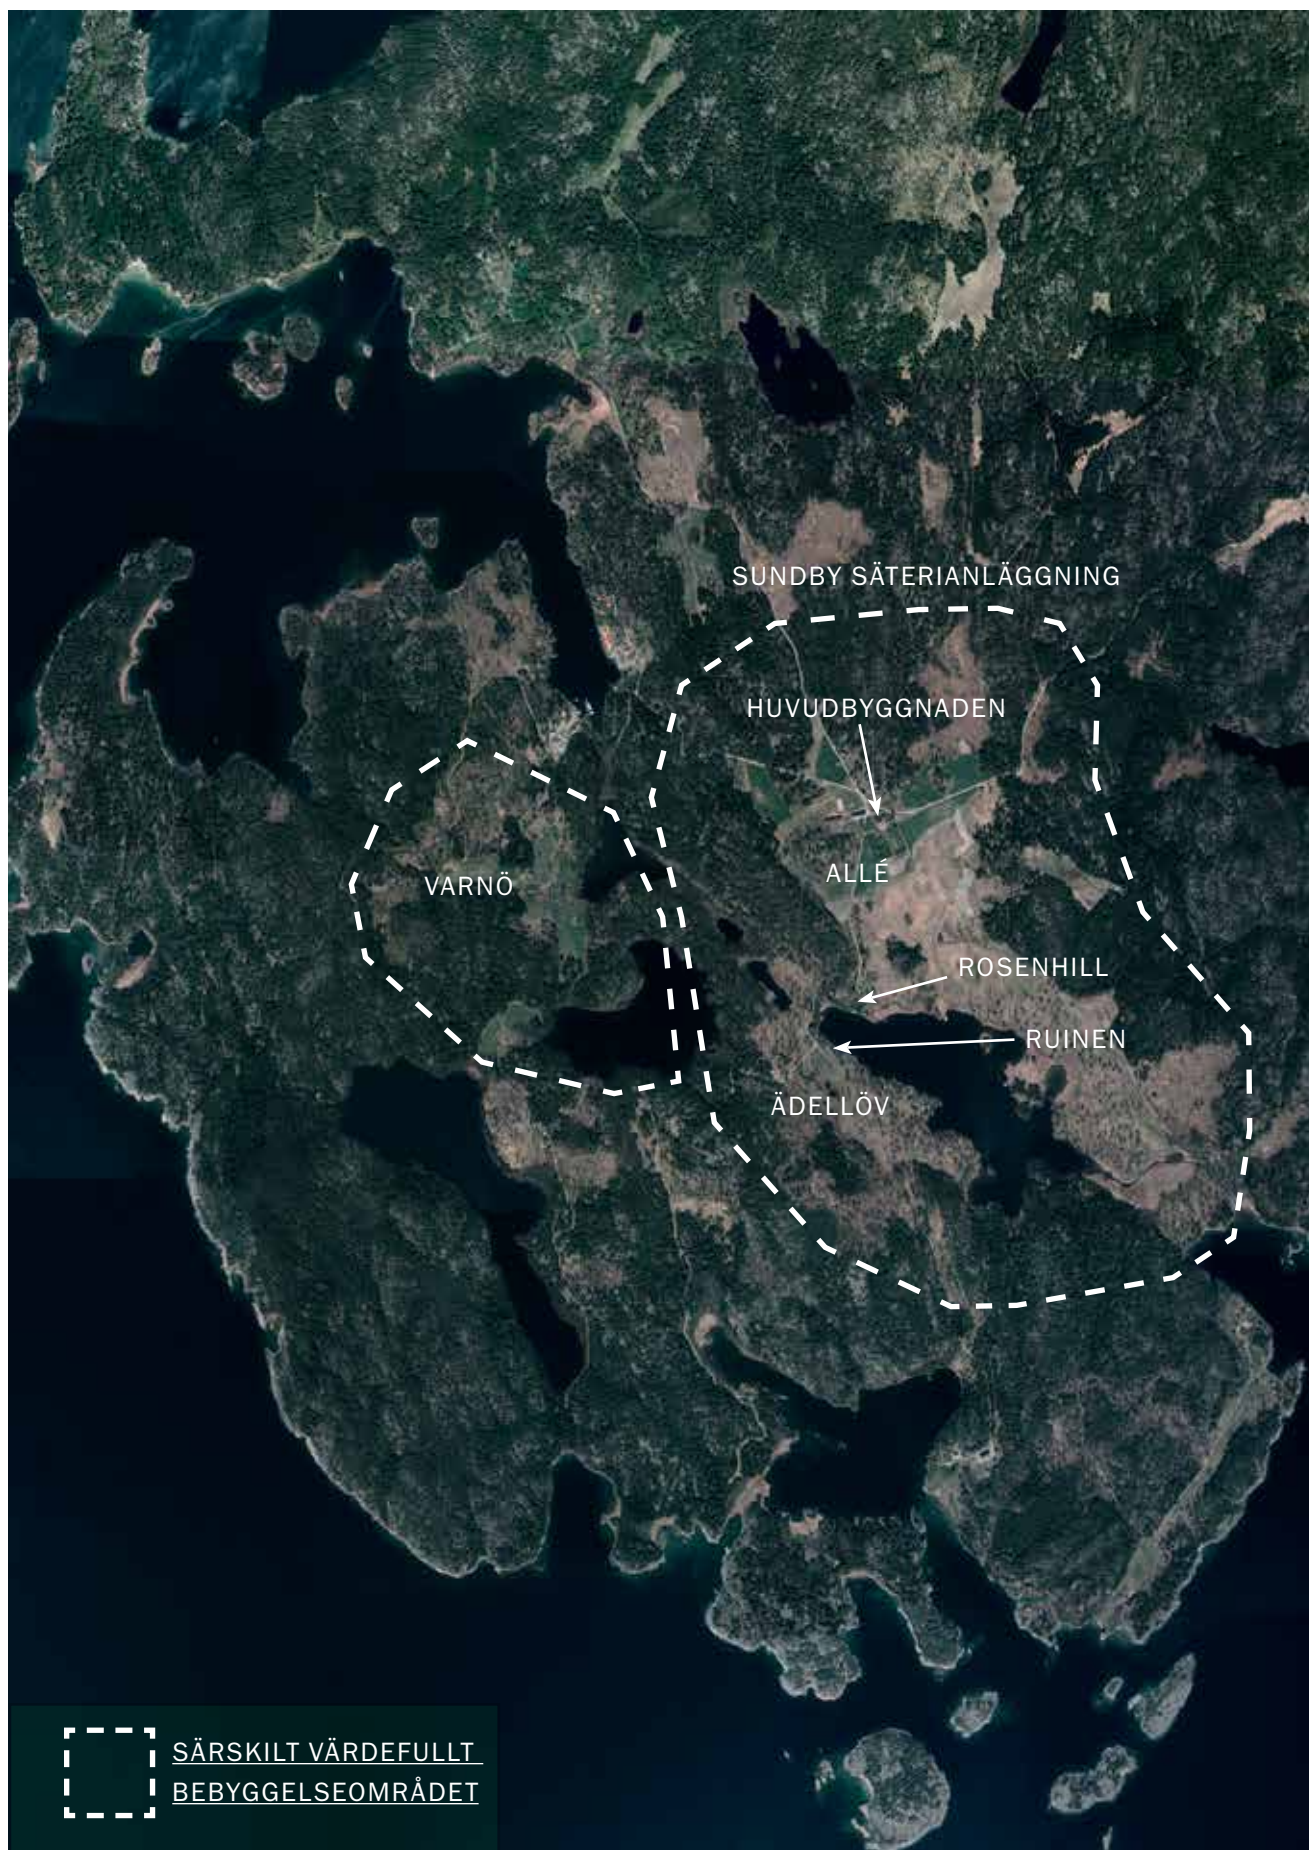 SUNDBY SÄTERIANLÄGGNING
HUVUDBYGGNADEN
ALLÉ
VARNÖ
ROSENHILL
RUINEN
ÄDELLÖV
SÄRSKILT VÄRDEFULLT
BEBYGGELSEOMRÅDET